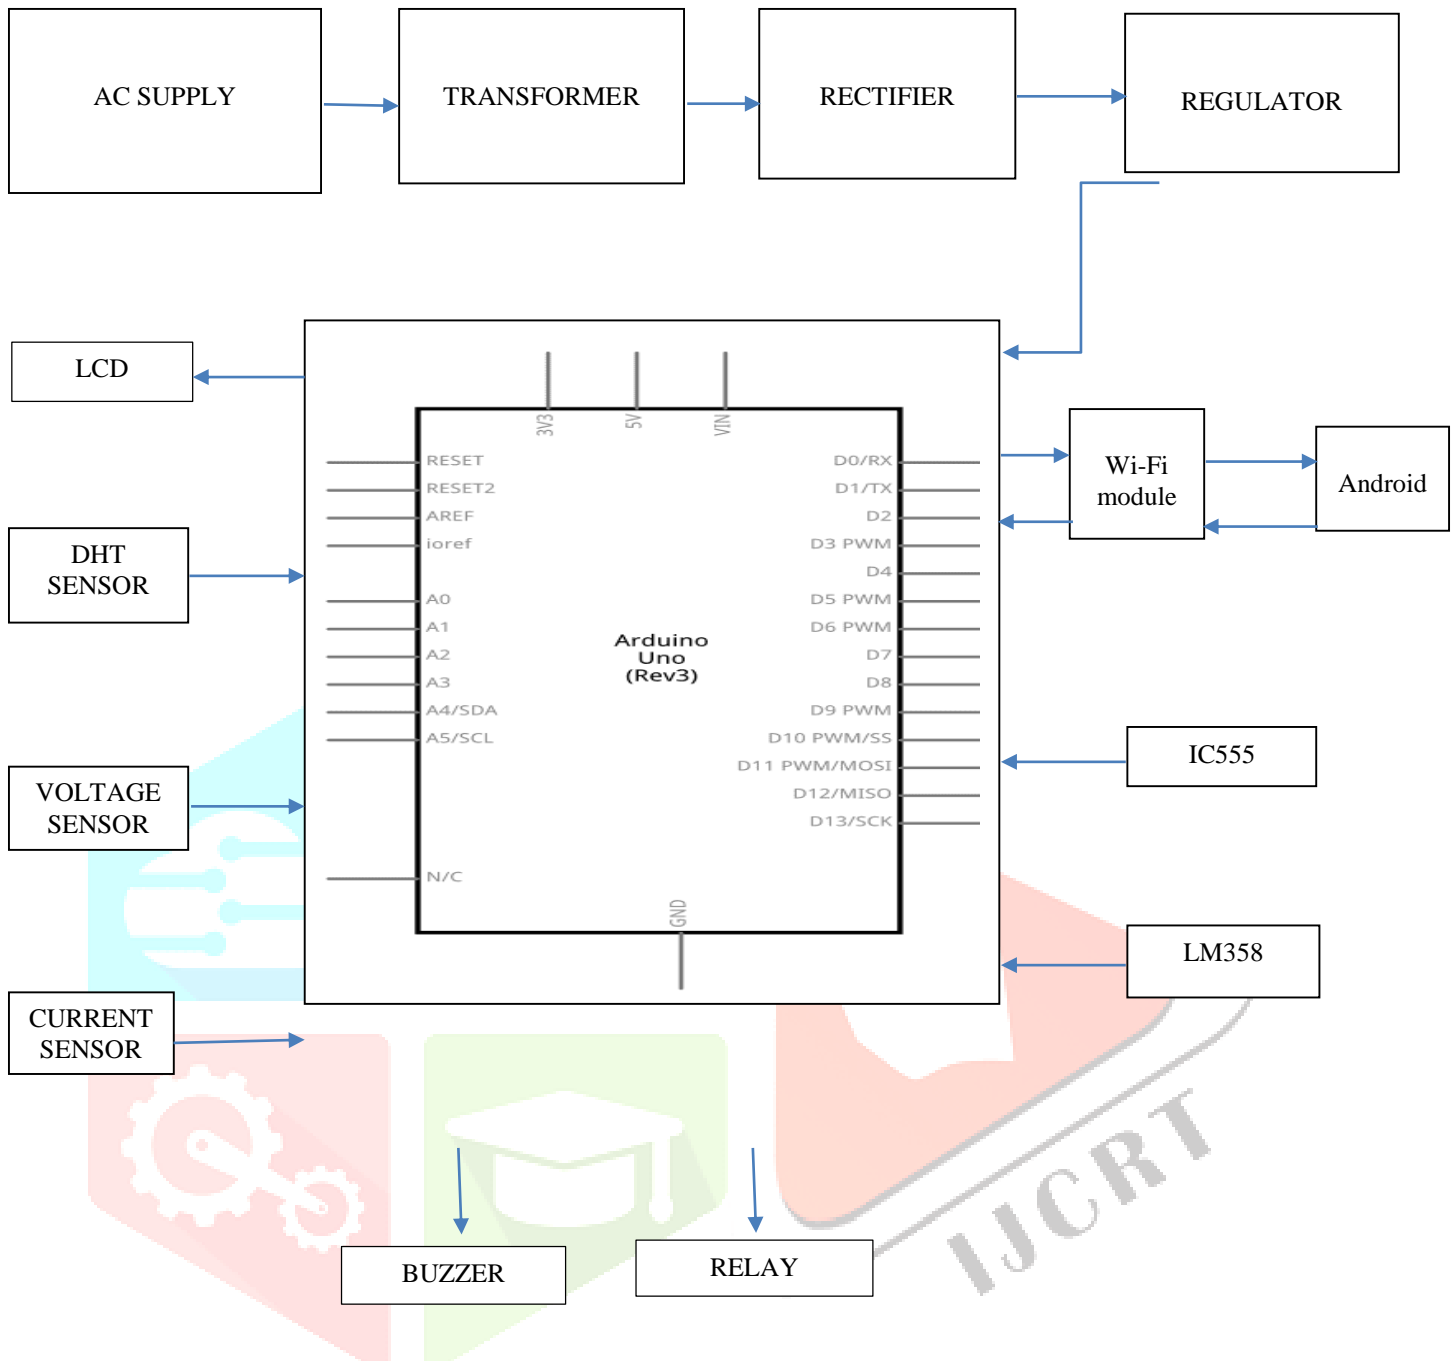 AC SUPPLY
TRANSFORMER
RECTIFIER
REGULATOR
LCD
3V3
5V
VIN
RESET
RESET2
AREF
ioref
A0
A1
A2
A3
A4/SDA
A5/SCL
N/C
Arduino
Uno
(Rev3)
D0/RX
D1/TX
D2
D3 PWM
D4
D5 PWM
D6 PWM
D7
D8
D9 PWM
D10 PWM/SS
D11 PWM/MOSI
D12/MISO
D13/SCK
GND
Wi-Fi
module
Android
DHT
SENSOR
VOLTAGE
SENSOR
IC555
LM358
CURRENT
SENSOR
BUZZER
RELAY
IJCRT